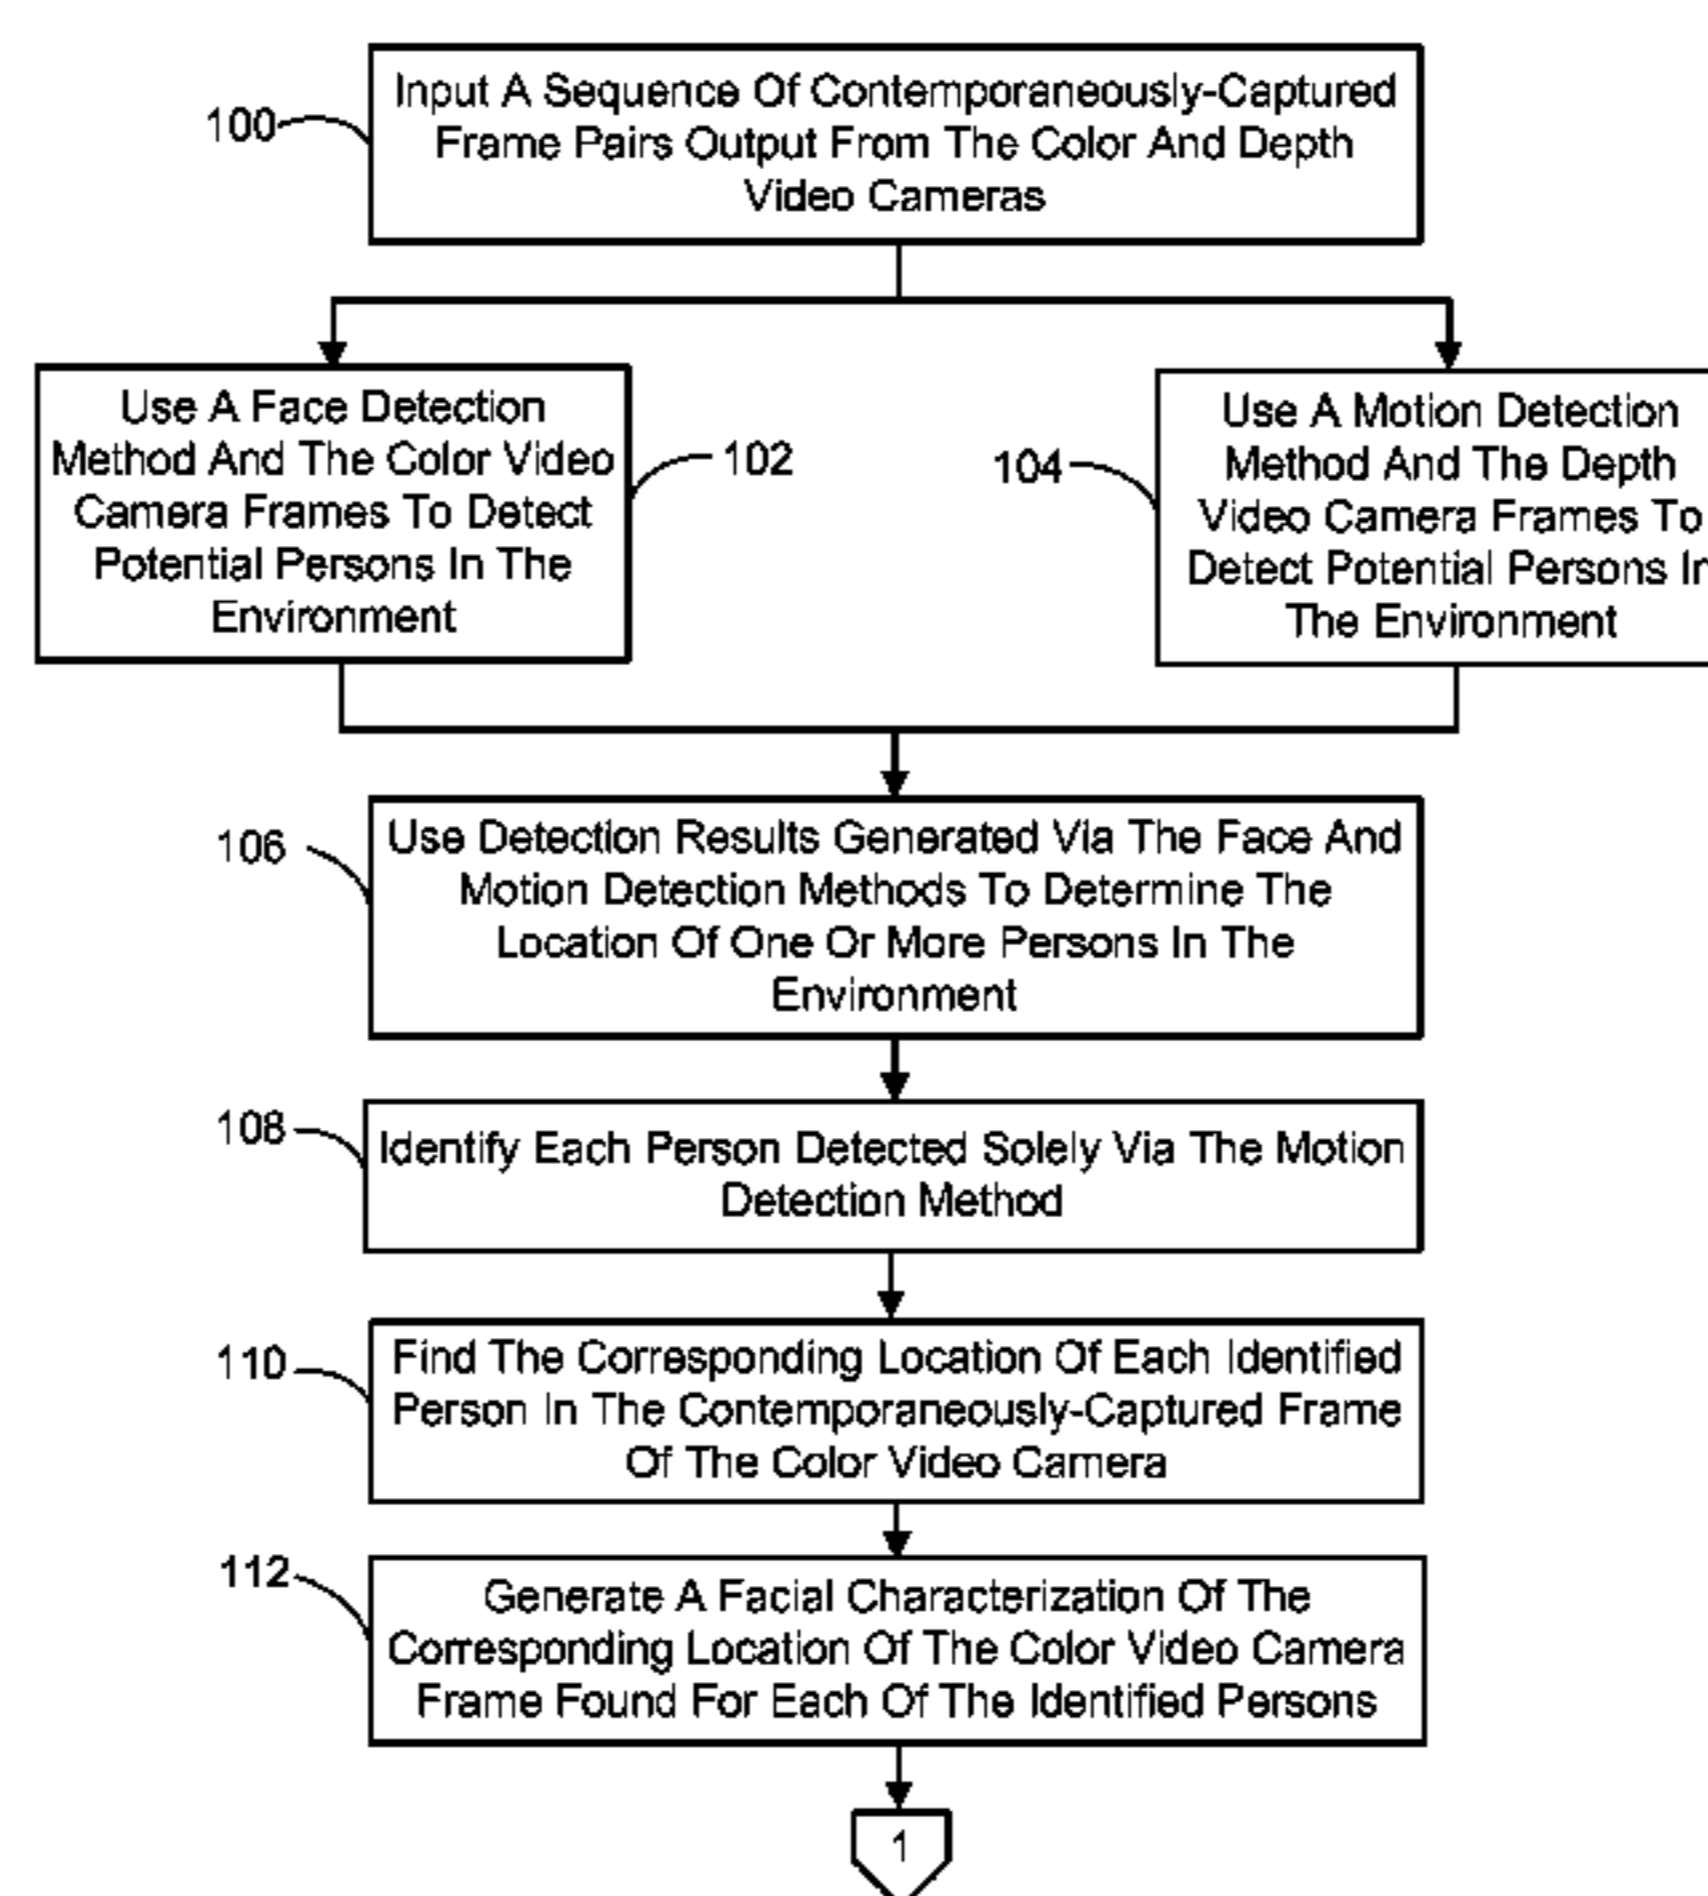 100
Input A Sequence Of Contemporaneously-Captured
Frame Pairs Output From The Color And Depth
Video Cameras
Use A Face Detection
Method And The Color Video
Camera Frames To Detect
Potential Persons In The
Environment
102
104
Use A Motion Detection
Method And The Depth
Video Camera Frames To
Detect Potential Persons In
The Environment
106
Use Detection Results Generated Via The Face And
Motion Detection Methods To Determine The
Location Of One Or More Persons In The
Environment
108
Identify Each Person Detected Solely Via The Motion
Detection Method
110
Find The Corresponding Location Of Each Identified
Person In The Contemporaneously-Captured Frame
Of The Color Video Camera
112
Generate A Facial Characterization Of The
Corresponding Location Of The Color Video Camera
Frame Found For Each Of The Identified Persons
1